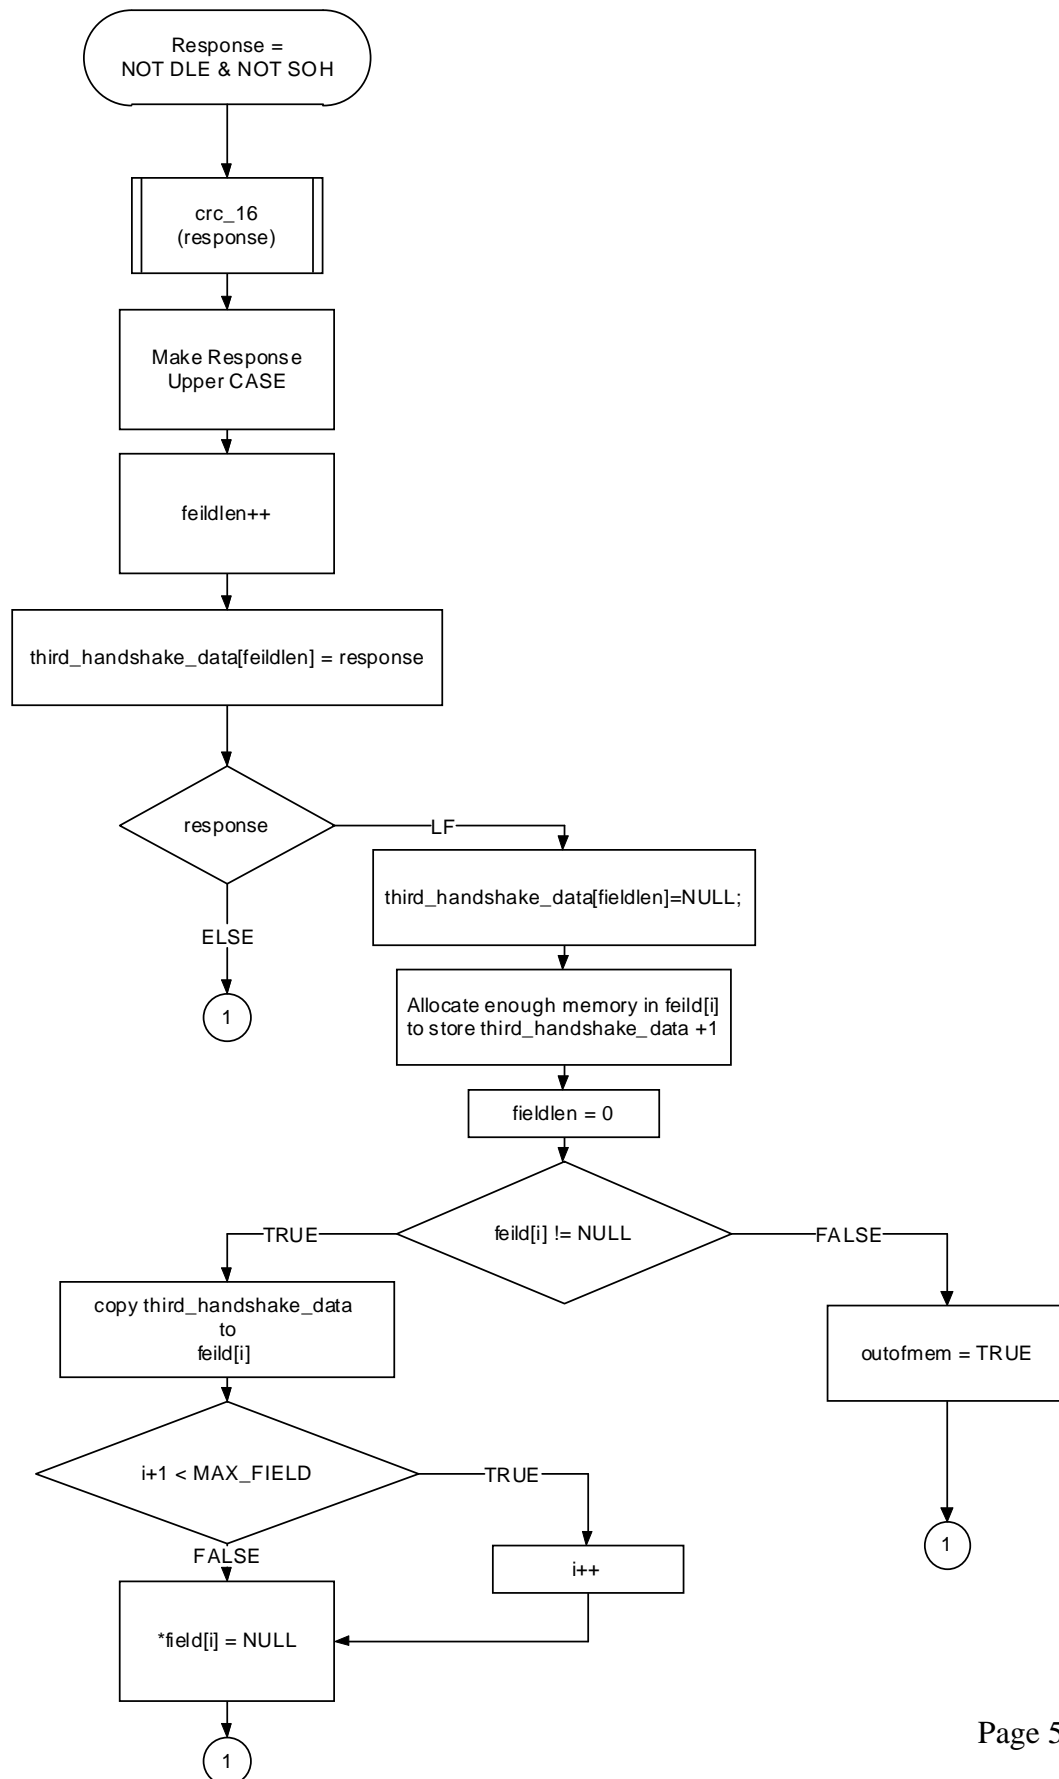 Response =
NOT DLE & NOT SOH
crc_16
(response)
Make Response
Upper CASE
feildlen++
third_handshake_data[feildlen] = response
response
LF
third_handshake_data[fieldlen]=NULL;
ELSE
1
Allocate enough memory in feild[i]
to store third_handshake_data +1
fieldlen = 0
feild[i] != NULL
TRUE
FALSE
copy third_handshake_data
to
feild[i]
outofmem = TRUE
i+1 < MAX_FIELD
TRUE
FALSE
i++
1
*field[i] = NULL
1
Page 5